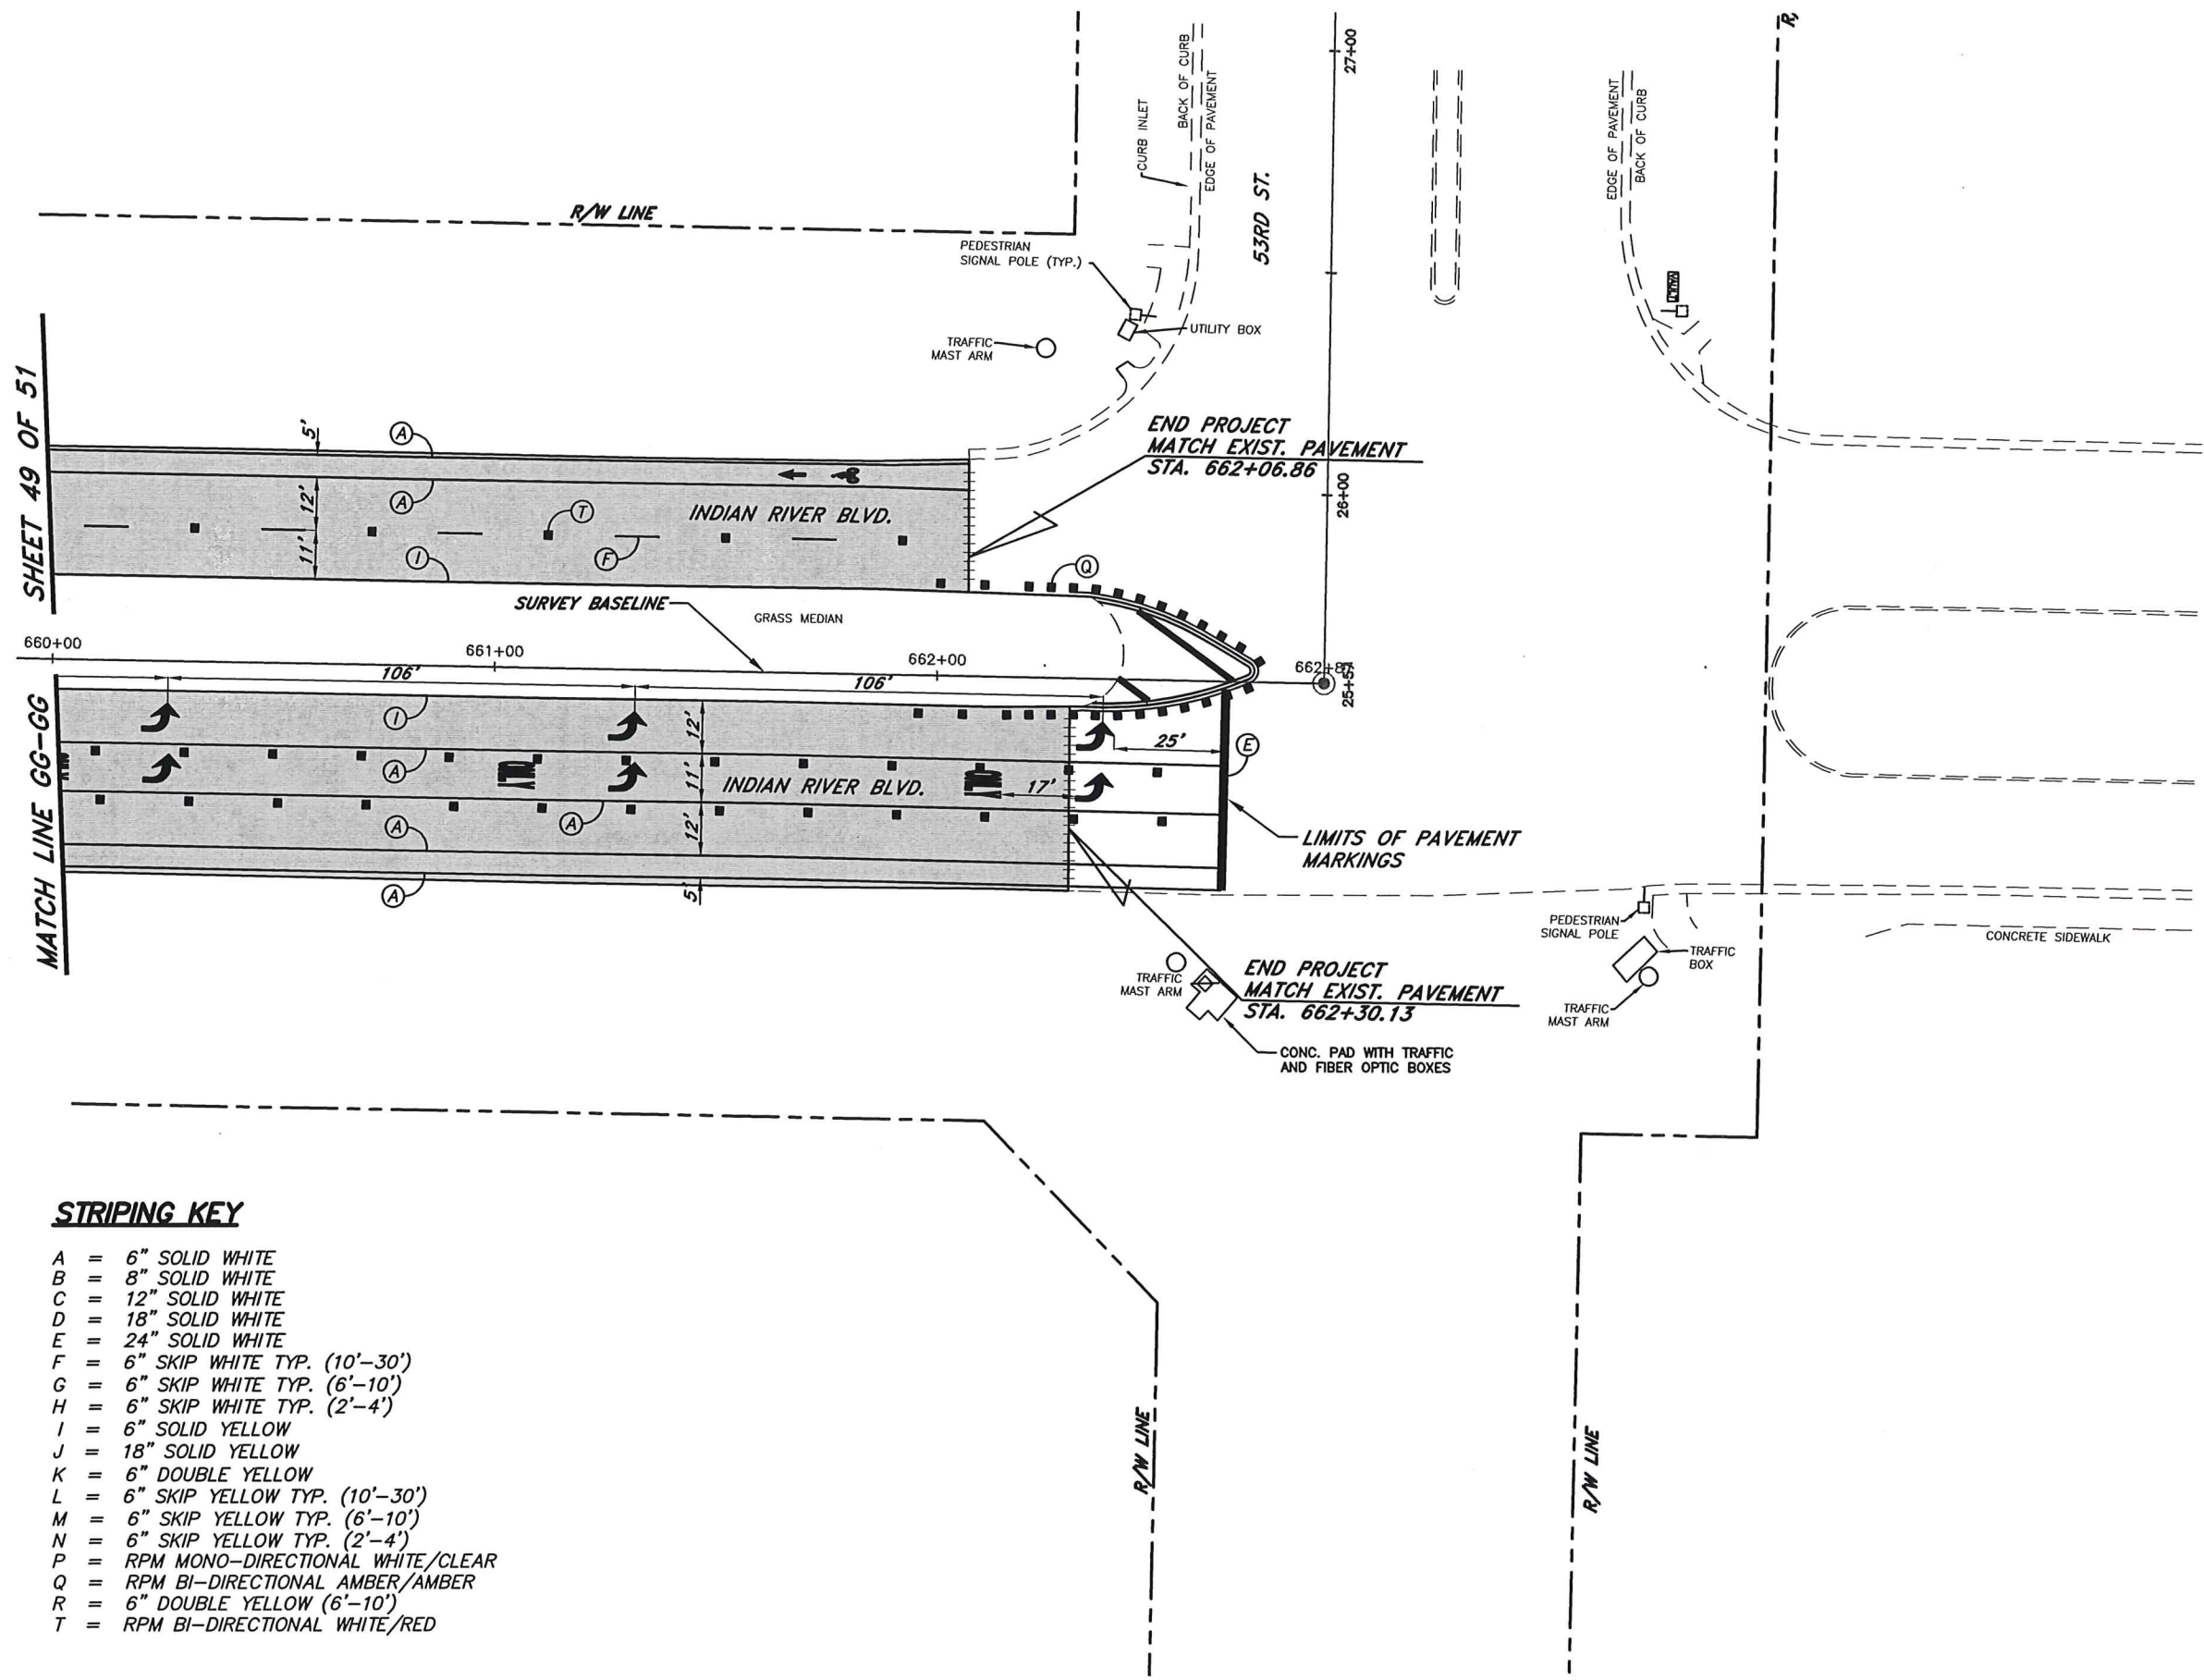 R/W LINE
CURB INLET
BACK OF CURB
EDGE OF PAVEMENT
53RD ST.
27+00
EDGE OF PAVEMENT
BACK OF CURB
PEDESTRIAN
SIGNAL POLE (TYP.)
UTILITY BOX
TRAFFIC
MAST ARM
SHEET 49 OF 51
MATCH LINE GG-GG
END PROJECT
MATCH EXIST. PAVEMENT
STA. 662+06.86
26+00
5'
A
12'
A
11'
T
INDIAN RIVER BLVD.
I
F
Q
SURVEY BASELINE
GRASS MEDIAN
660+00
661+00
662+00
662+87
25+57
106'
106'
I
12'
25'
E
A
ONLY
11'
INDIAN RIVER BLVD.
ONLY
17'
A
A
12'
A
5'
LIMITS OF PAVEMENT
MARKINGS
PEDESTRIAN
SIGNAL POLE
TRAFFIC
BOX
TRAFFIC
MAST ARM
CONCRETE SIDEWALK
TRAFFIC
MAST ARM
END PROJECT
MATCH EXIST. PAVEMENT
STA. 662+30.13
CONC. PAD WITH TRAFFIC
AND FIBER OPTIC BOXES
R/W LINE
R/W LINE
STRIPING KEY
A = 6" SOLID WHITE
B = 8" SOLID WHITE
C = 12" SOLID WHITE
D = 18" SOLID WHITE
E = 24" SOLID WHITE
F = 6" SKIP WHITE TYP. (10'-30')
G = 6" SKIP WHITE TYP. (6'-10')
H = 6" SKIP WHITE TYP. (2'-4')
I = 6" SOLID YELLOW
J = 18" SOLID YELLOW
K = 6" DOUBLE YELLOW
L = 6" SKIP YELLOW TYP. (10'-30')
M = 6" SKIP YELLOW TYP. (6'-10')
N = 6" SKIP YELLOW TYP. (2'-4')
P = RPM MONO-DIRECTIONAL WHITE/CLEAR
Q = RPM BI-DIRECTIONAL AMBER/AMBER
R = 6" DOUBLE YELLOW (6'-10')
T = RPM BI-DIRECTIONAL WHITE/RED